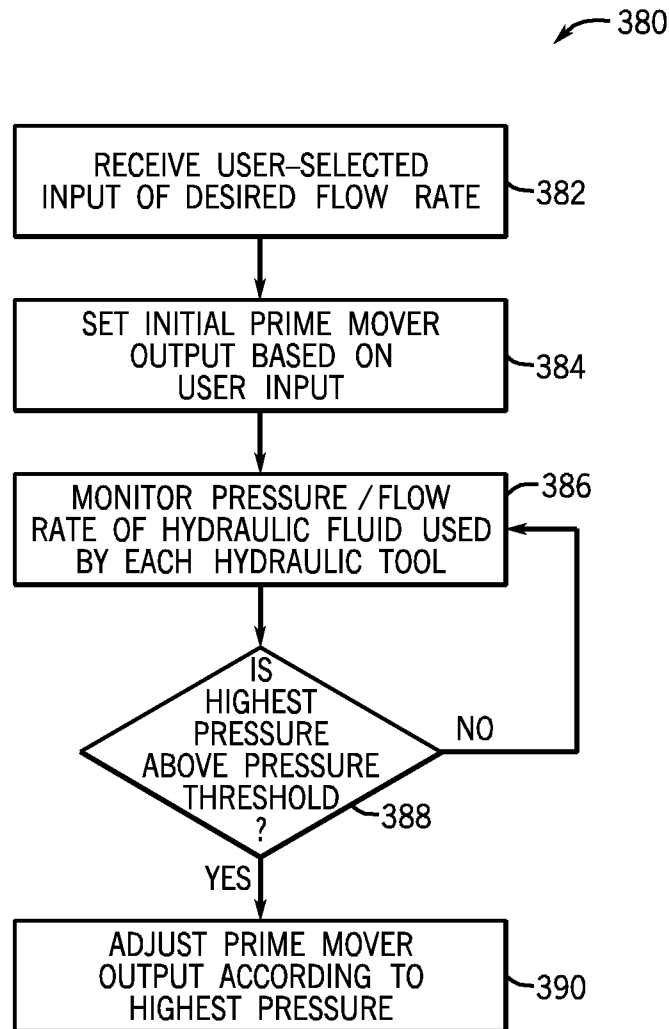 380
RECEIVE USER–SELECTED
INPUT OF DESIRED FLOW RATE
382
SET INITIAL PRIME MOVER
OUTPUT BASED ON
USER INPUT
384
MONITOR PRESSURE / FLOW
RATE OF HYDRAULIC FLUID USED
BY EACH HYDRAULIC TOOL
386
IS
HIGHEST
PRESSURE
ABOVE PRESSURE
THRESHOLD
?
NO
388
YES
ADJUST PRIME MOVER
OUTPUT ACCORDING TO
HIGHEST PRESSURE
390